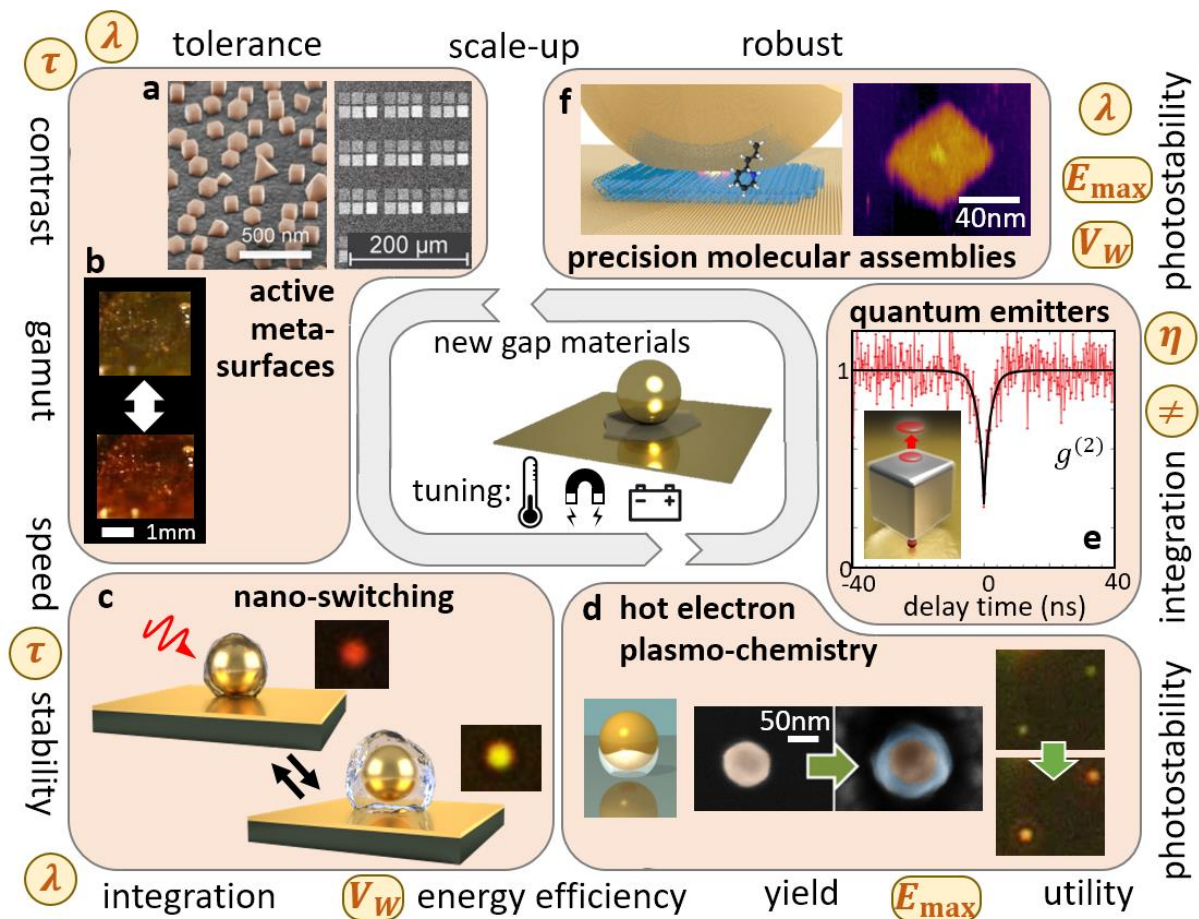 λ
τ
tolerance
scale-up
robust
contrast
gamut
speed
τ
stability
λ
a
500 nm
200 µm
b
active
meta-
surfaces
1mm
f
40nm
precision molecular assemblies
λ
E_max
V_W
photostability
new gap materials
tuning:
- +
quantum emitters
1
g^(2)
e
0
-40
0
40
delay time (ns)
η
≠
integration
c
nano-switching
d
hot electron
plasmo-chemistry
50nm
photostability
integration
V_W
energy efficiency
yield
E_max
utility